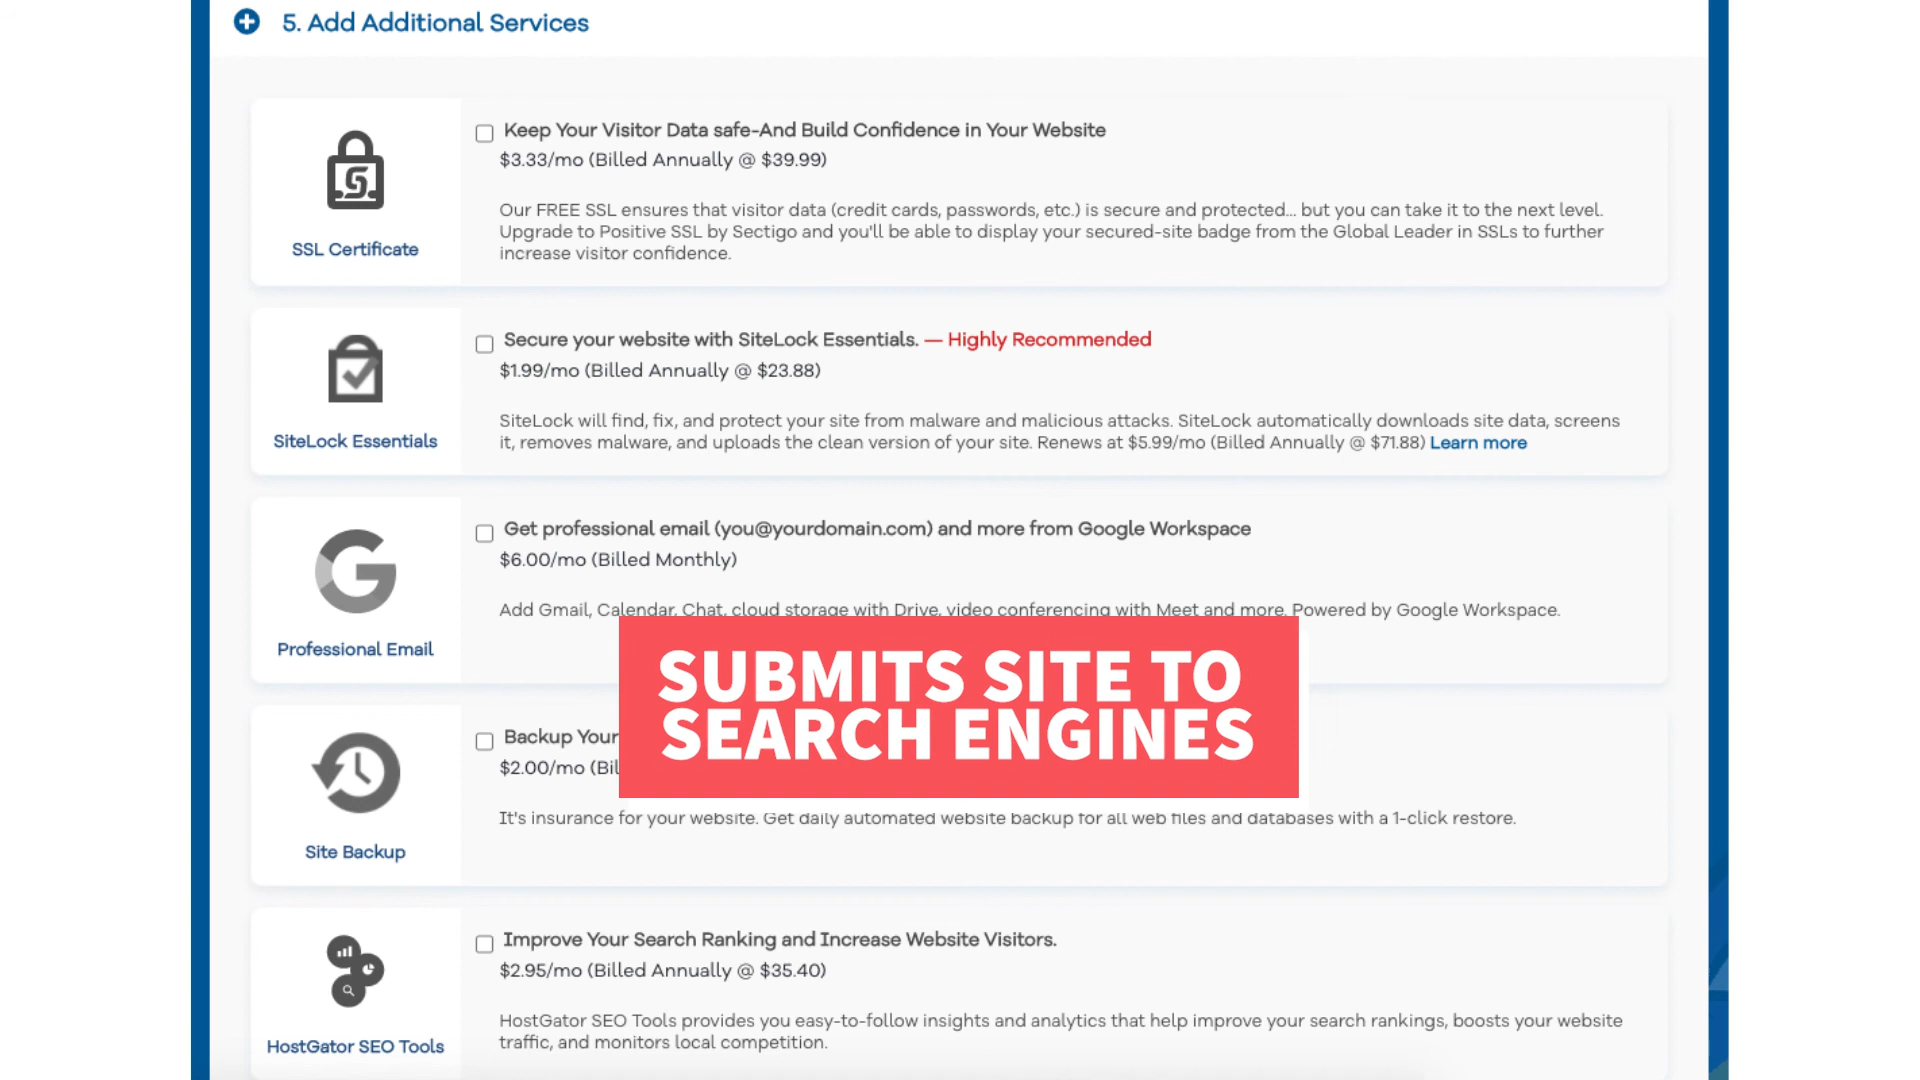 5. Add Additional Services
Keep Your Visitor Data safe-And Build Confidence in Your Website
$3.33/mo (Billed Annually @ $39.99)
Our FREE SSL ensures that visitor data (credit cards, passwords, etc.) is secure and protected... but you can take it to the next level.
Upgrade to Positive SSL by Sectigo and you'll be able to display your secured-site badge from the Global Leader in SSLs to further
increase visitor confidence.
SSL Certificate
Secure your website with SiteLock Essentials. — Highly Recommended
$1.99/mo (Billed Annually @ $23.88)
SiteLock will find, fix, and protect your site from malware and malicious attacks. SiteLock automatically downloads site data, screens
it, removes malware, and uploads the clean version of your site. Renews at $5.99/mo (Billed Annually @ $71.88) Learn more
SiteLock Essentials
Get professional email (you@yourdomain.com) and more from Google Workspace
$6.00/mo (Billed Monthly)
Add Gmail, Calendar, Chat, cloud storage with Drive, video conferencing with Meet and more. Powered by Google Workspace.
Professional Email
SUBMITS SITE TO
SEARCH ENGINES
Backup Your
$2.00/mo
It's insurance for your website. Get daily automated website backup for all web files and databases with a 1-click restore.
Site Backup
Improve Your Search Ranking and Increase Website Visitors.
$2.95/mo (Billed Annually @ $35.40)
HostGator SEO Tools provides you easy-to-follow insights and analytics that help improve your search rankings, boosts your website
traffic, and monitors local competition.
HostGator SEO Tools